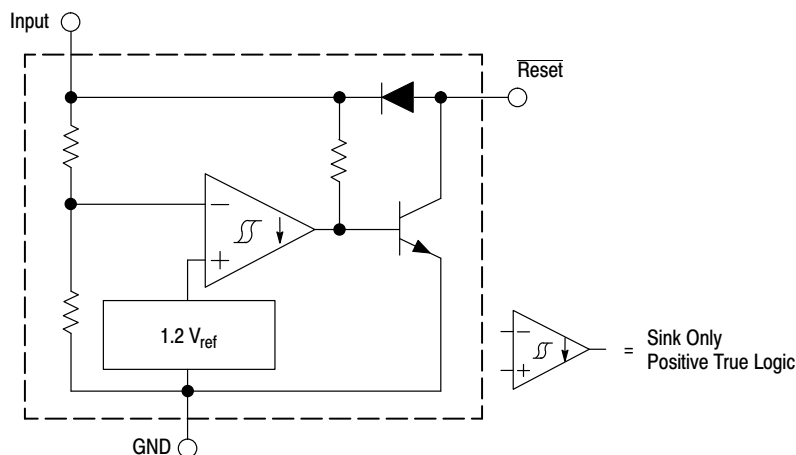 Input
Reset
−
+
1.2 Vref
−
+
= Sink Only
Positive True Logic
GND